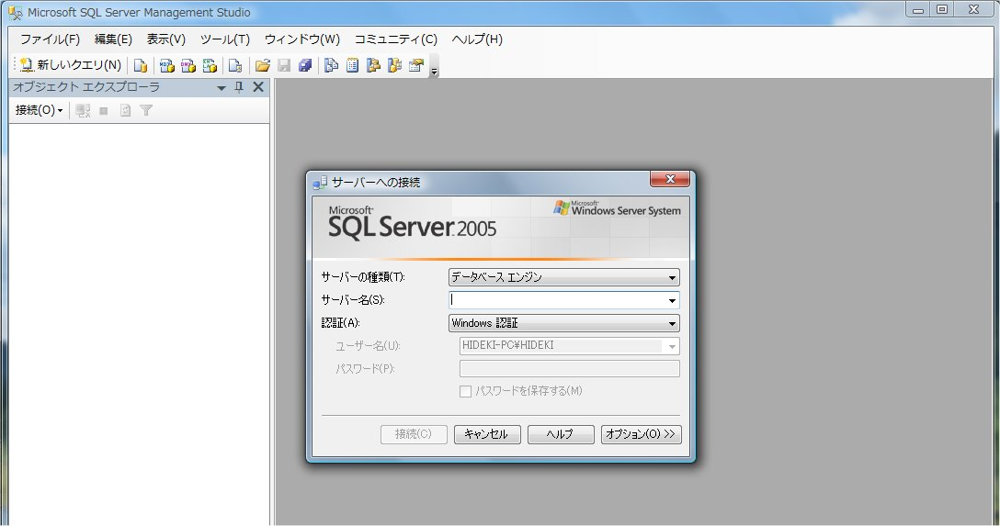 Microsoft SQL Server Management Studio
ファイル(F) 編集(E) 表示(V) ツール(T) ウィンドウ(W) コミュニティ(C) ヘルプ(H)
新しいクエリ(N)
オブジェクト エクスプローラ
接続(O)
サーバーへの接続
Microsoft
SQL Server 2005
Microsoft
Windows Server System
サーバーの種類(T): データベース エンジン
サーバー名(S):
認証(A): Windows 認証
ユーザー名(U): HIDEKI-PC¥HIDEKI
パスワード(P):
パスワードを保存する(M)
接続(C) キャンセル ヘルプ オプション(O) >>